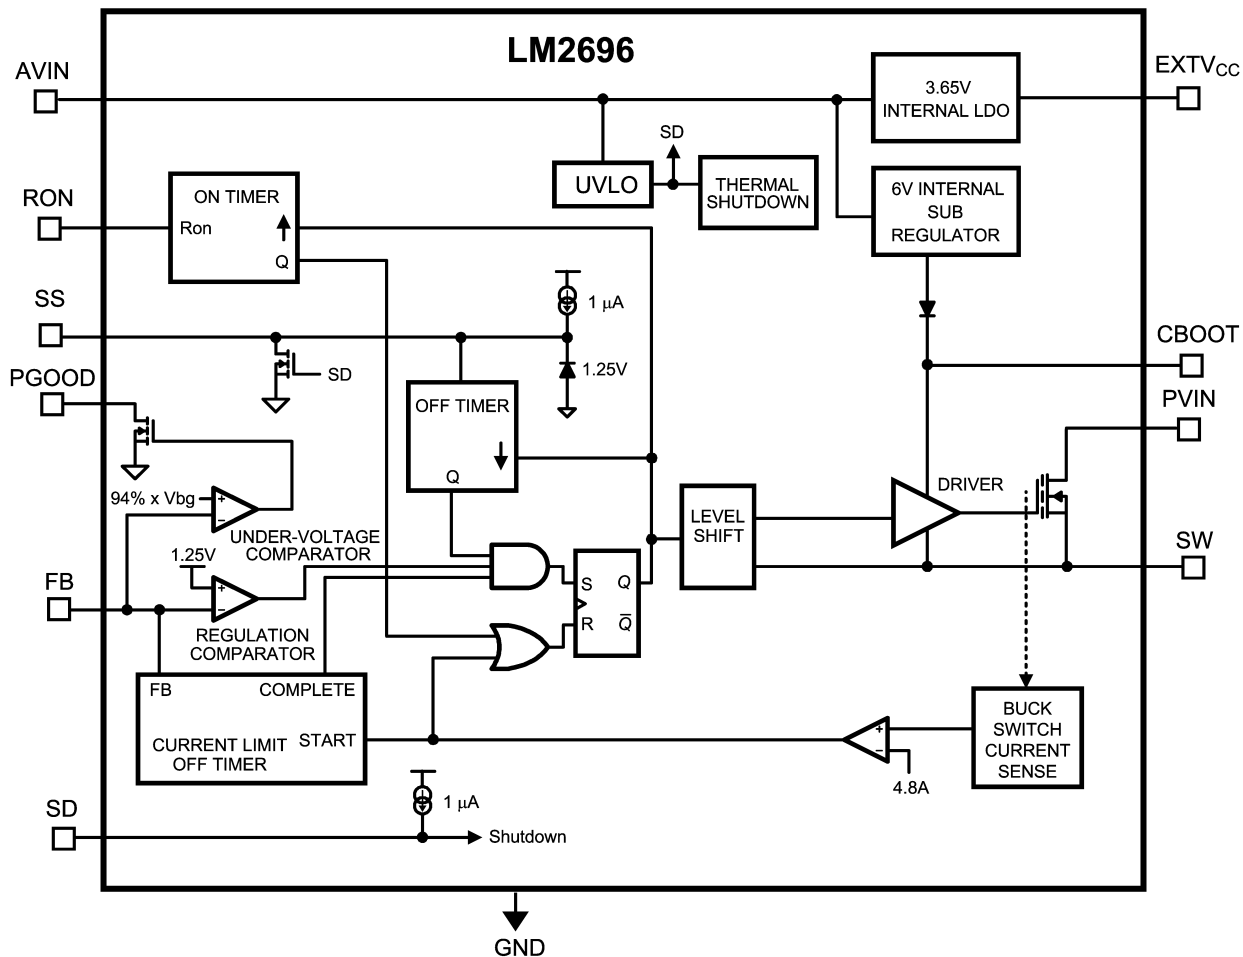 LM2696
AVIN
EXTVCC
3.65V
INTERNAL LDO
SD
UVLO
THERMAL
SHUTDOWN
6V INTERNAL
SUB
REGULATOR
RON
ON TIMER
Ron
Q
SS
1 µA
1.25V
SD
CBOOT
PGOOD
PVIN
OFF TIMER
Q
94% x Vbg
+
−
UNDER-VOLTAGE
COMPARATOR
LEVEL
SHIFT
DRIVER
SW
1.25V
FB
+
−
REGULATION
COMPARATOR
S
Q
R
Q̅
FB
COMPLETE
START
CURRENT LIMIT
OFF TIMER
+
−
4.8A
BUCK
SWITCH
CURRENT
SENSE
SD
1 µA
Shutdown
GND